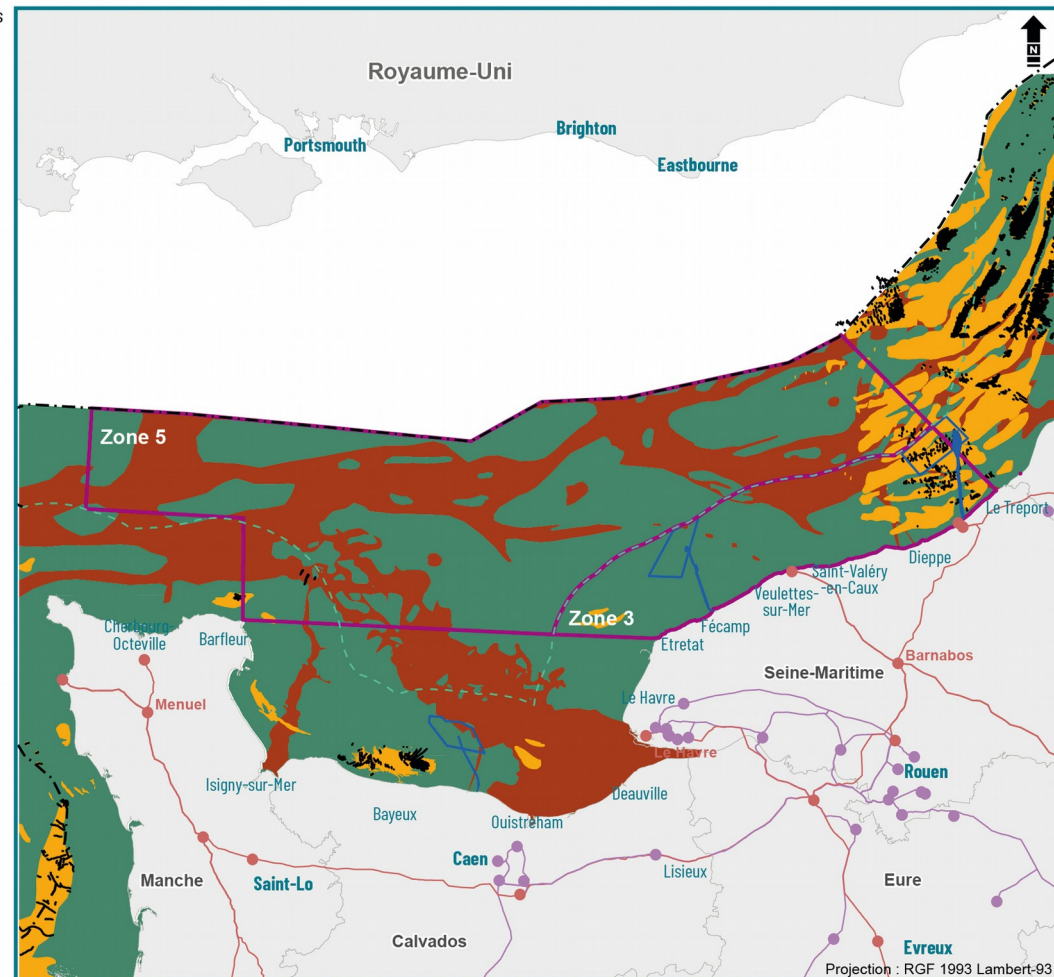 s
N
Royaume-Uni
Portsmouth
Brighton
Eastbourne
Zone 5
Le Treport
Dieppe
Saint-Valéry
-en-Caux
Veulettes-
sur-Mer
Zone 3
Fécamp
Etretat
Cherbourg-
Octeville
Barfleur
Barnabos
Seine-Maritime
Menuel
Le Havre
Le Havre
Rouen
Isigny-sur-Mer
Deauville
Bayeux
Ouistreham
Caen
Lisieux
Manche
Saint-Lo
Eure
Calvados
Evreux
Projection : RGF 1993 Lambert-93